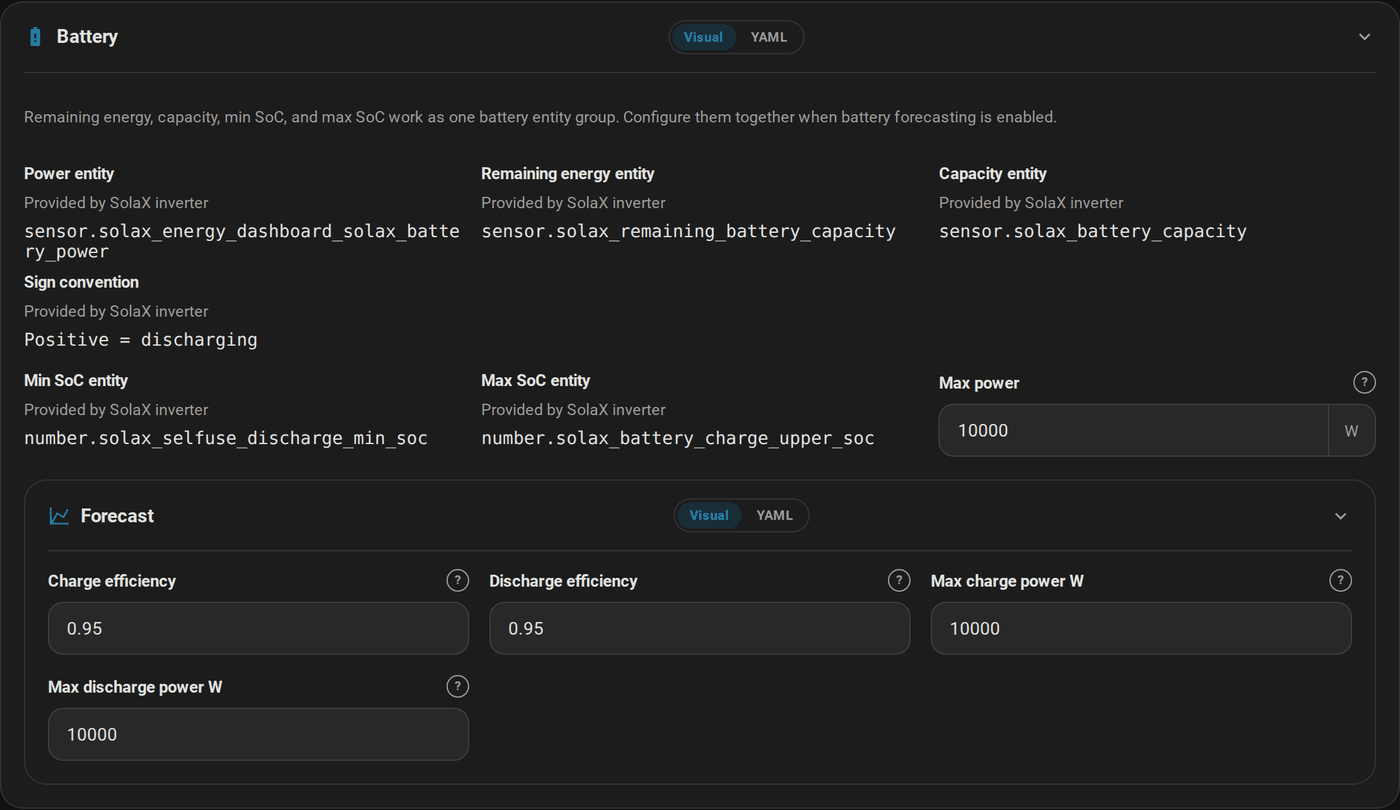 Battery
Visual YAML
Remaining energy, capacity, min SoC, and max SoC work as one battery entity group. Configure them together when battery forecasting is enabled.
Power entity
Provided by SolaX inverter
sensor.solax_energy_dashboard_solax_batte
ry_power
Remaining energy entity
Provided by SolaX inverter
sensor.solax_remaining_battery_capacity
Capacity entity
Provided by SolaX inverter
sensor.solax_battery_capacity
Sign convention
Provided by SolaX inverter
Positive = discharging
Min SoC entity
Provided by SolaX inverter
number.solax_selfuse_discharge_min_soc
Max SoC entity
Provided by SolaX inverter
number.solax_battery_charge_upper_soc
Max power ?
10000 W
Forecast
Visual YAML
Charge efficiency ?
0.95
Discharge efficiency ?
0.95
Max charge power W ?
10000
Max discharge power W ?
10000